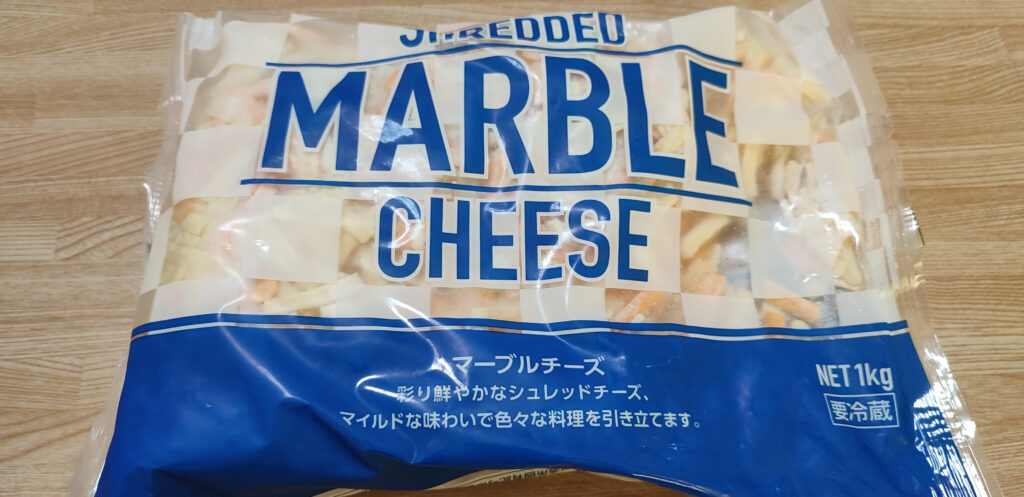 SHREDDED
MARBLE
CHEESE
マーブルチーズ
彩り鮮やかなシュレッドチーズ、
マイルドな味わいで色々な料理を引き立てます。
NET 1kg
要冷蔵